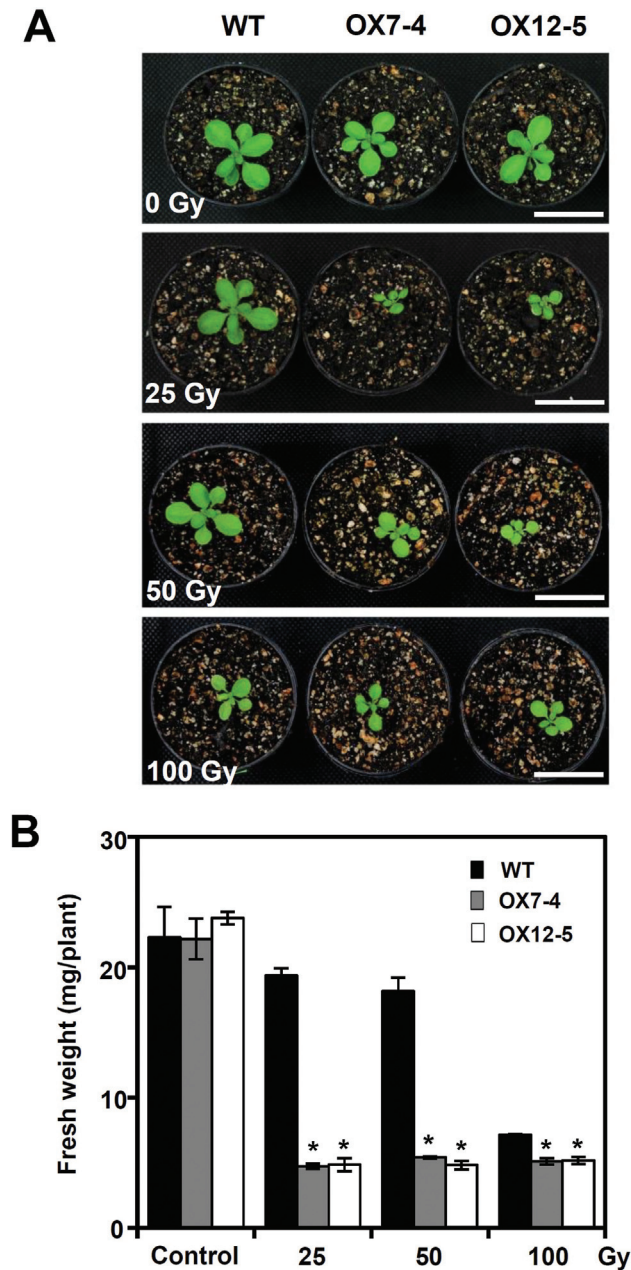 A
WT OX7-4 OX12-5
0 Gy
25 Gy
50 Gy
100 Gy
B
30
20
10
0
Fresh weight (mg/plant)
WT
OX7-4
OX12-5
* *
* *
* *
Control 25 50 100 Gy